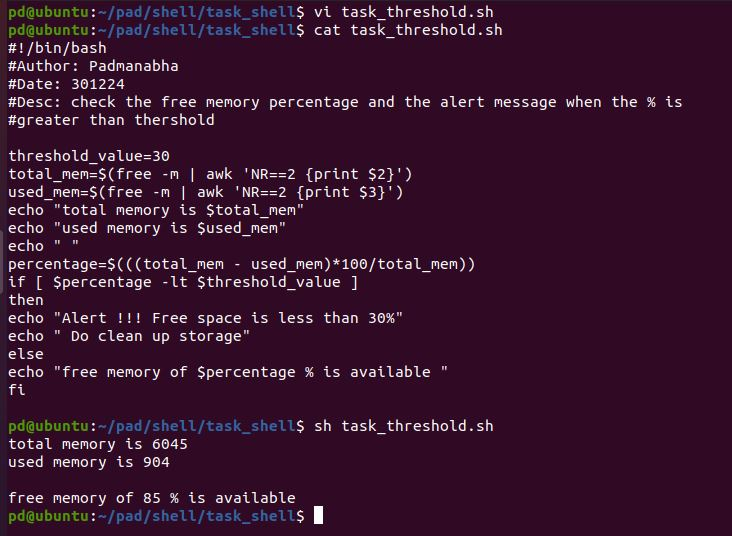 pd@ubuntu:~/pad/shell/task_shell$ vi task_threshold.sh
pd@ubuntu:~/pad/shell/task_shell$ cat task_threshold.sh
#!/bin/bash
#Author: Padmanabha
#Date: 301224
#Desc: check the free memory percentage and the alert message when the % is
#greater than thershold

threshold_value=30
total_mem=$(free -m | awk 'NR==2 {print $2}')
used_mem=$(free -m | awk 'NR==2 {print $3}')
echo "total memory is $total_mem"
echo "used memory is $used_mem"
echo " "
percentage=$(((total_mem - used_mem)*100/total_mem))
if [ $percentage -lt $threshold_value ]
then
echo "Alert !!! Free space is less than 30%"
echo " Do clean up storage"
else
echo "free memory of $percentage % is available "
fi

pd@ubuntu:~/pad/shell/task_shell$ sh task_threshold.sh
total memory is 6045
used memory is 904

free memory of 85 % is available
pd@ubuntu:~/pad/shell/task_shell$